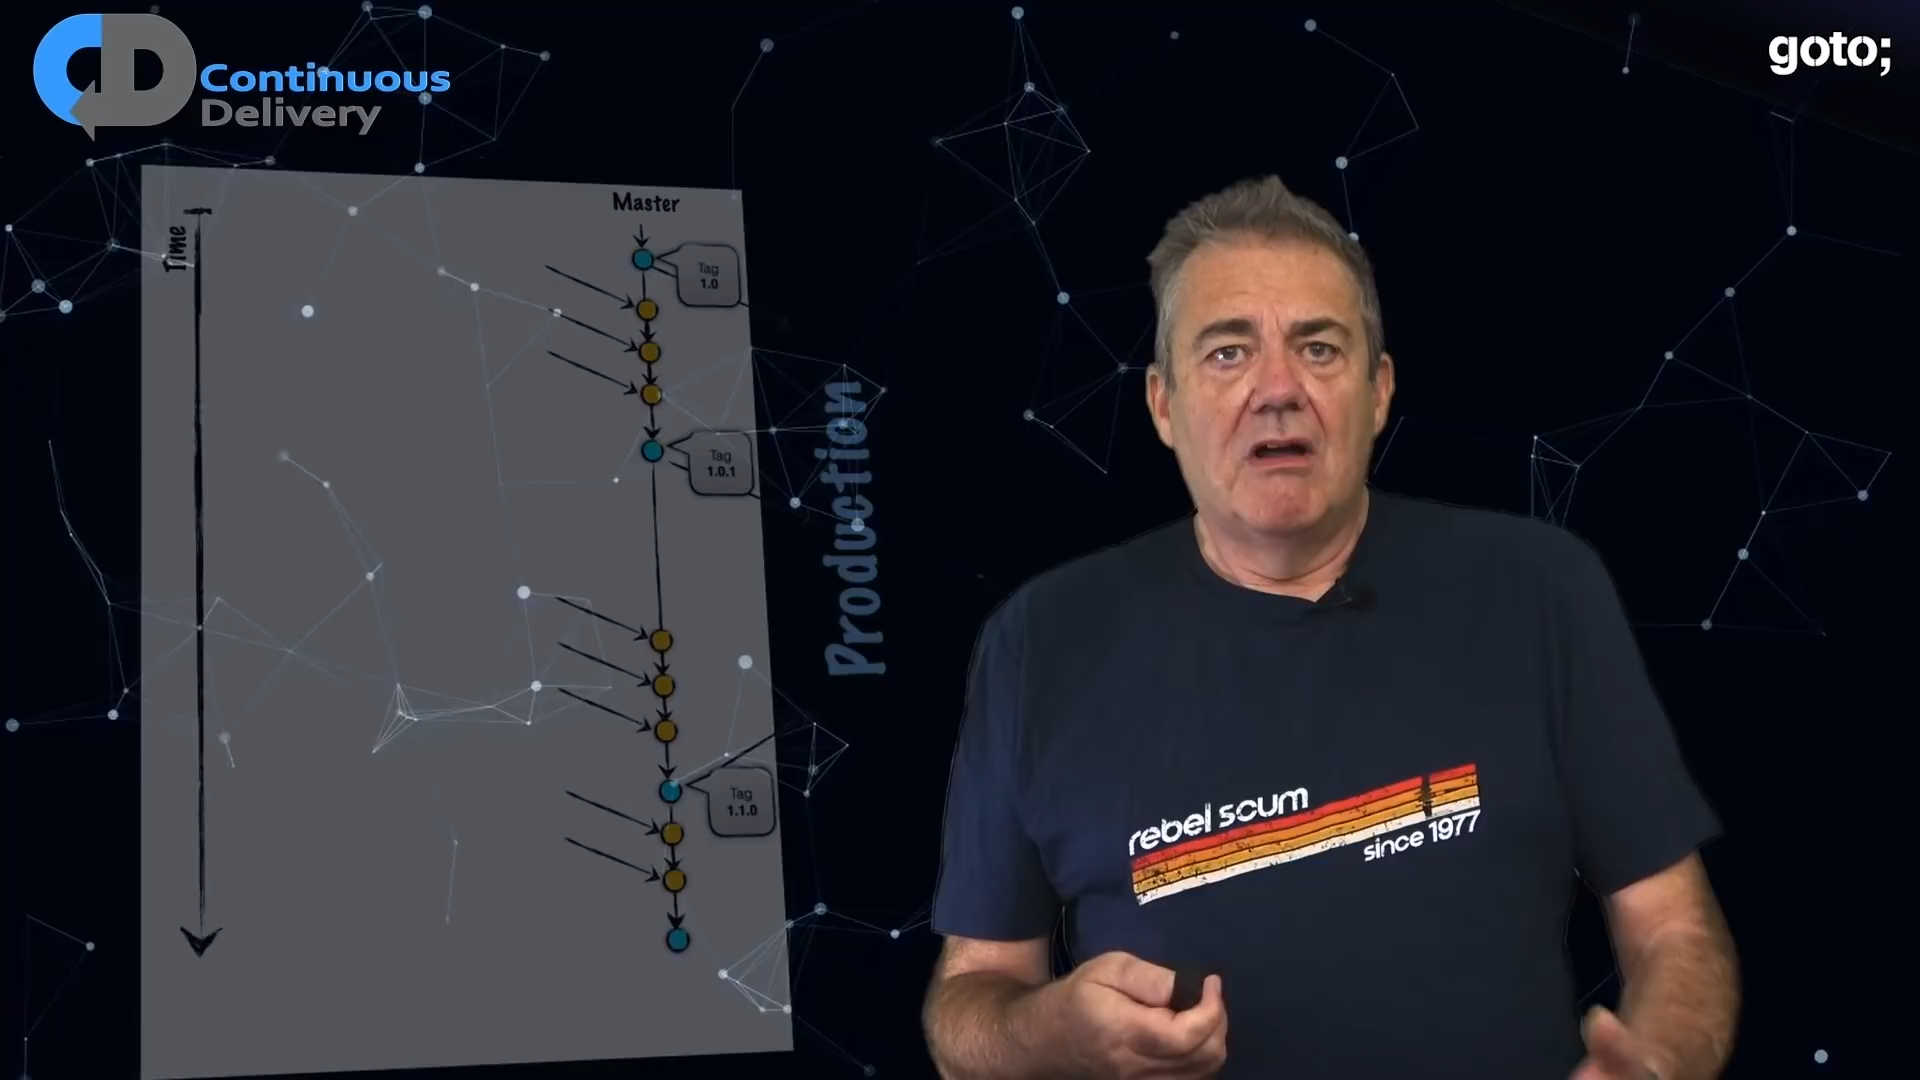 Continuous
Delivery
goto;
Master
Time
Tag
1.0
Tag
1.0.1
Production
Tag
1.1.0
rebel scum
since 1977